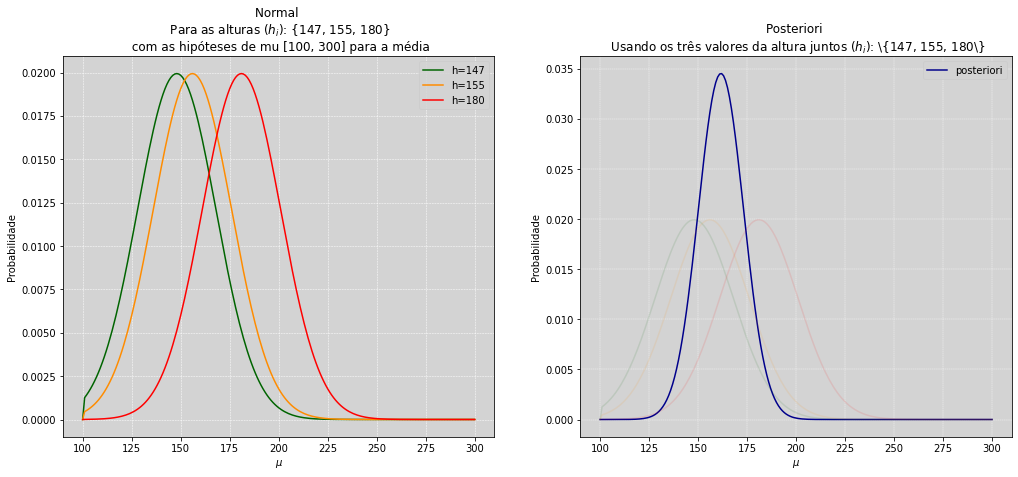 Normal
Para as alturas (hᵢ): {147, 155, 180}
com as hipóteses de mu [100, 300] para a média
0.0200
0.0175
0.0150
0.0125
0.0100
0.0075
0.0050
0.0025
0.0000
Probabilidade
100 125 150 175 200 225 250 275 300
μ
h=147
h=155
h=180
Posteriori
Usando os três valores da altura juntos (hᵢ): \{147, 155, 180\}
0.035
0.030
0.025
0.020
0.015
0.010
0.005
0.000
Probabilidade
100 125 150 175 200 225 250 275 300
μ
posteriori